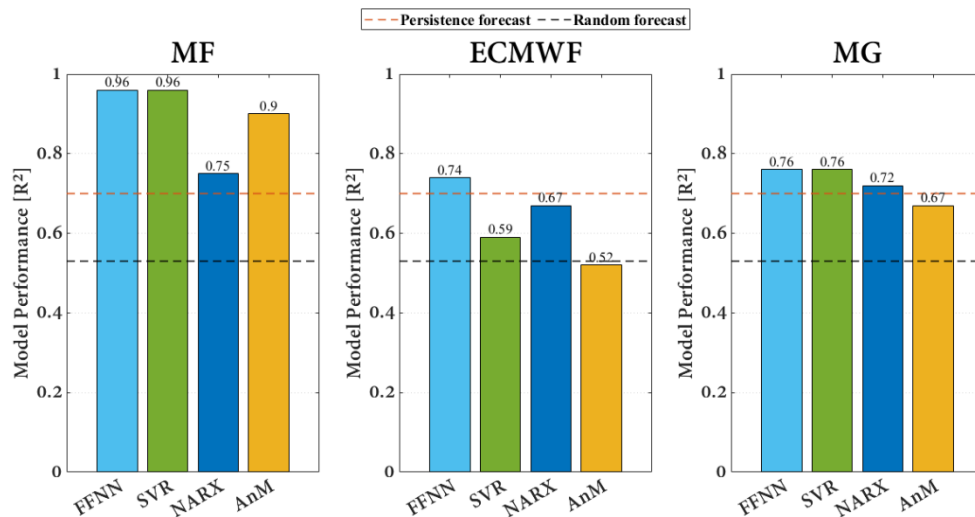 Persistence forecast Random forecast
MF
Model Performance [R²]
1
0.8
0.6
0.4
0.2
0
0.96
0.96
0.75
0.9
FFNN
SVR
NARX
AnM
ECMWF
Model Performance [R²]
1
0.8
0.6
0.4
0.2
0
0.74
0.59
0.67
0.52
FFNN
SVR
NARX
AnM
MG
Model Performance [R²]
1
0.8
0.6
0.4
0.2
0
0.76
0.76
0.72
0.67
FFNN
SVR
NARX
AnM